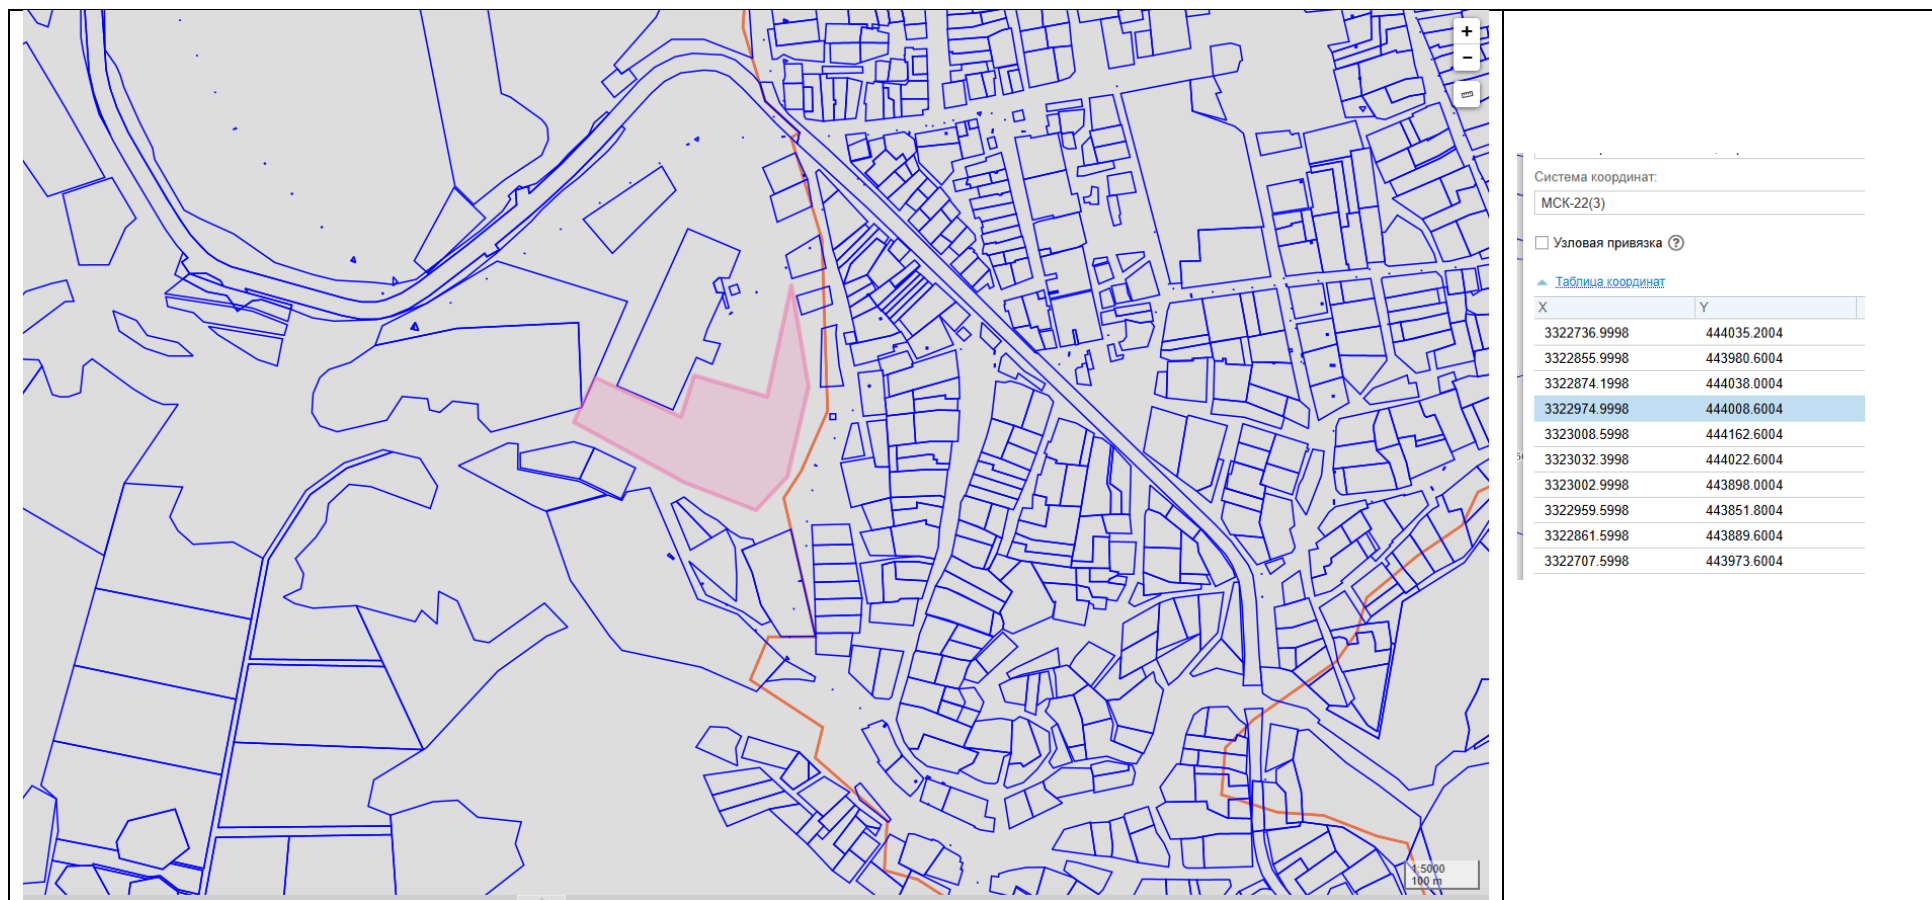 +
−
1:5000
100 m
Система координат:
МСК-22(3)
Узловая привязка ?
Таблица координат
X Y
3322736.9998 444035.2004
3322855.9998 443980.6004
3322874.1998 444038.0004
3322974.9998 444008.6004
3323008.5998 444162.6004
3323032.3998 444022.6004
3323002.9998 443898.0004
3322959.5998 443851.8004
3322861.5998 443889.6004
3322707.5998 443973.6004